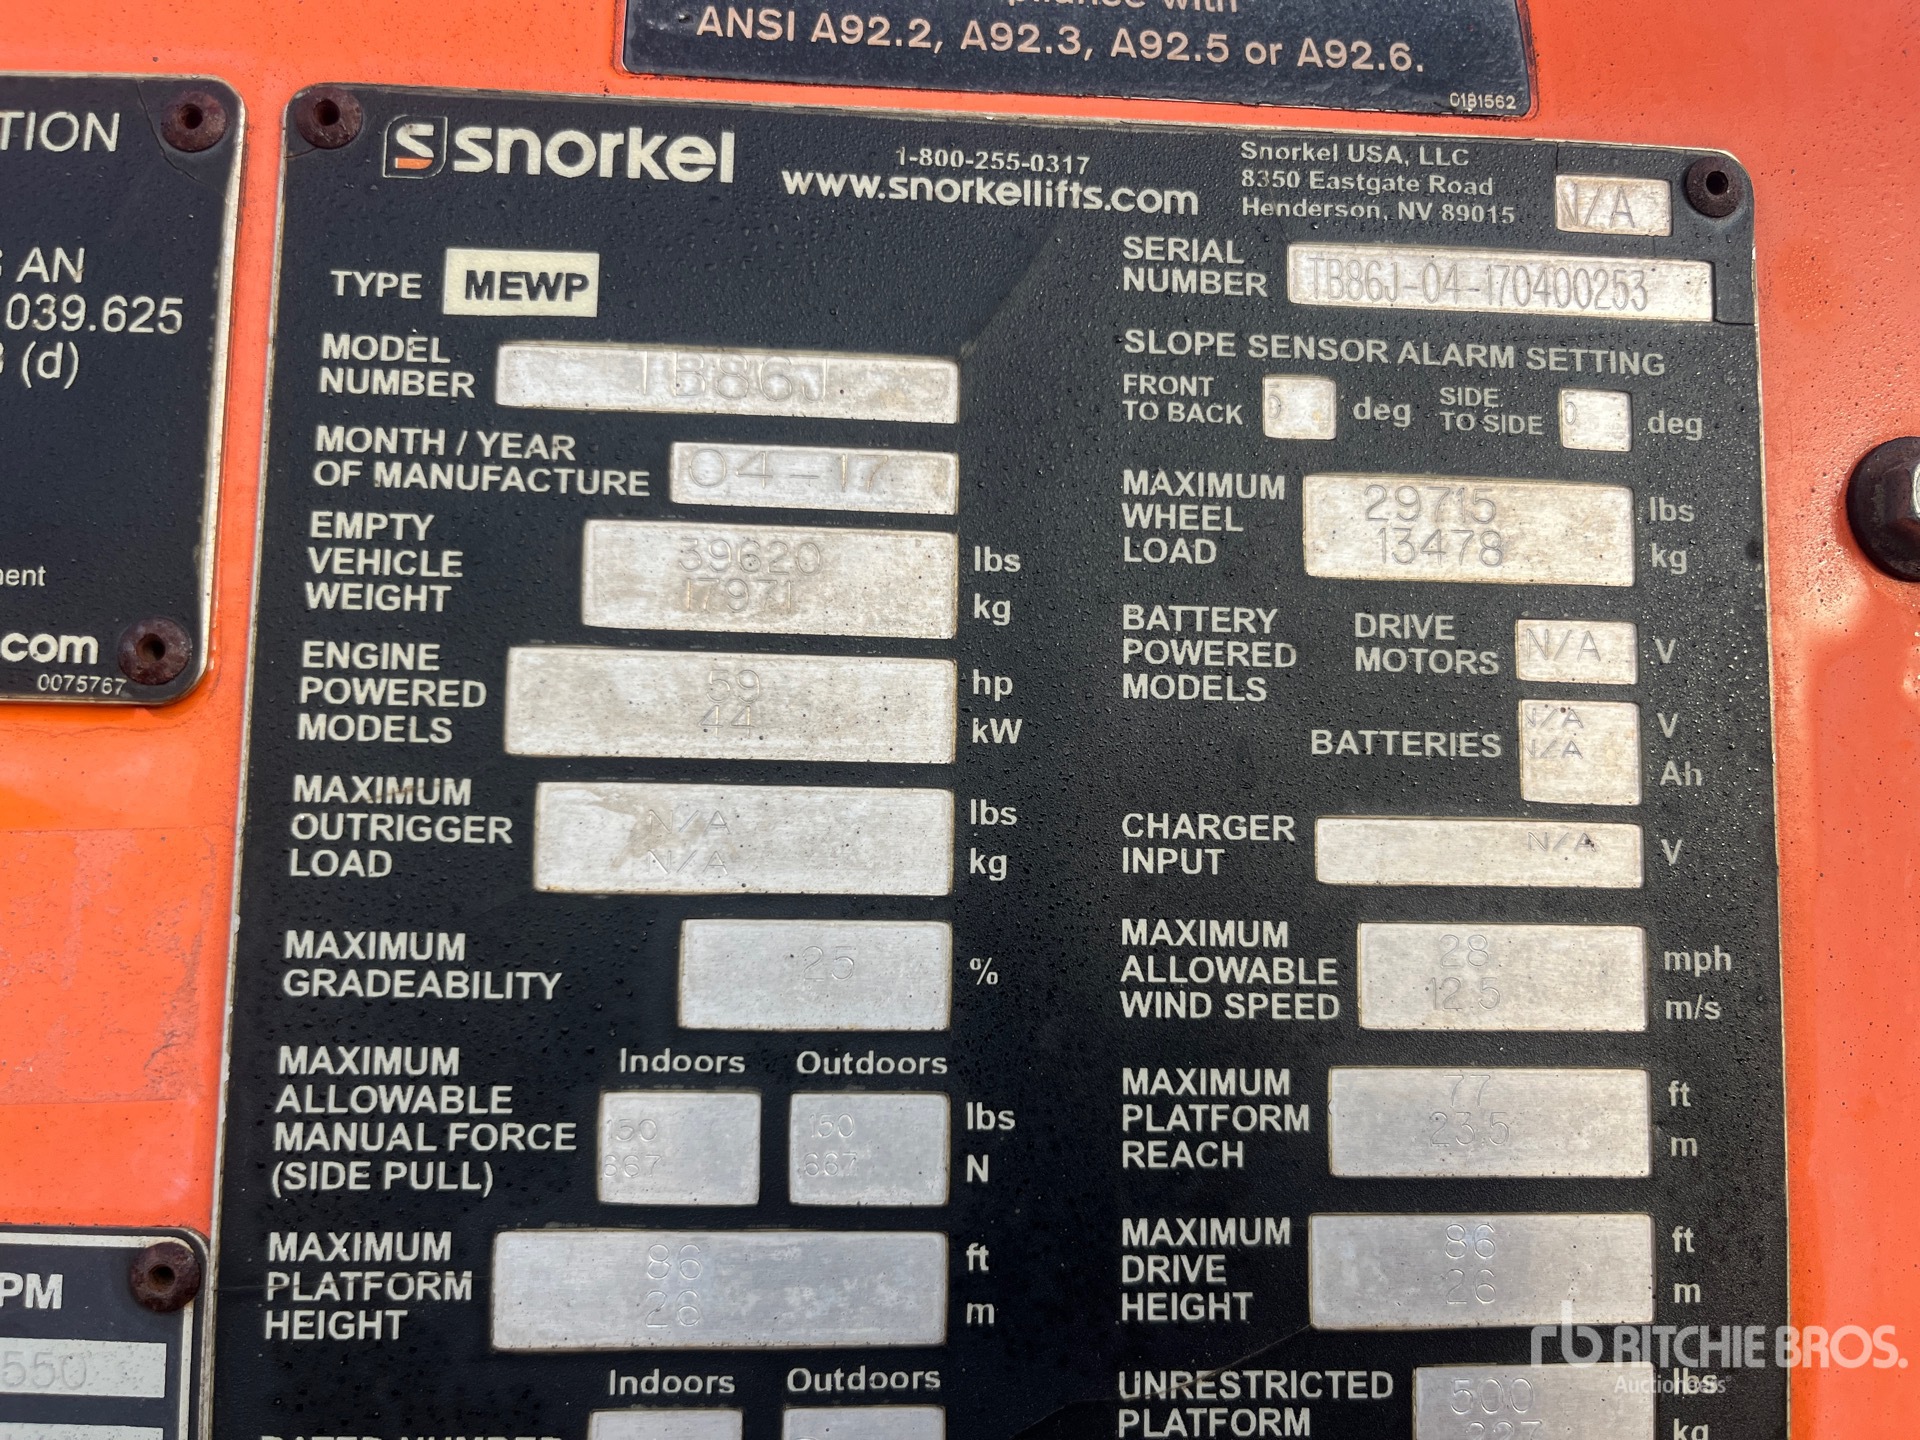 ANSI A92.2, A92.3, A92.5 or A92.6.
0181562
TION
AN
039.625
(d)
.com
0075767
PM
550
snorkel
1-800-255-0317
www.snorkellifts.com
Snorkel USA, LLC
8350 Eastgate Road
Henderson, NV 89015
N/A
TYPE MEWP
SERIAL
NUMBER
TB86J-04-170400253
MODEL
NUMBER
TB86J
SLOPE SENSOR ALARM SETTING
FRONT
TO BACK
deg
SIDE
TO SIDE
deg
MONTH / YEAR
OF MANUFACTURE
04-17
MAXIMUM
WHEEL
LOAD
29715 lbs
13478 kg
EMPTY
VEHICLE
WEIGHT
39620 lbs
17971 kg
BATTERY
POWERED
MODELS
DRIVE
MOTORS
N/A V
BATTERIES
N/A V
N/A Ah
ENGINE
POWERED
MODELS
59 hp
44 kW
MAXIMUM
OUTRIGGER
LOAD
N/A lbs
N/A kg
CHARGER
INPUT
N/A V
MAXIMUM
GRADEABILITY
25 %
MAXIMUM
ALLOWABLE
WIND SPEED
28 mph
12.5 m/s
MAXIMUM
ALLOWABLE
MANUAL FORCE
(SIDE PULL)
Indoors Outdoors
150 150 lbs
667 667 N
MAXIMUM
PLATFORM
REACH
77 ft
23.5 m
MAXIMUM
PLATFORM
HEIGHT
86 ft
26 m
MAXIMUM
DRIVE
HEIGHT
86 ft
26 m
Indoors Outdoors
UNRESTRICTED
PLATFORM
500 lbs
227 kg
rb RITCHIE BROS.
Auctioneers